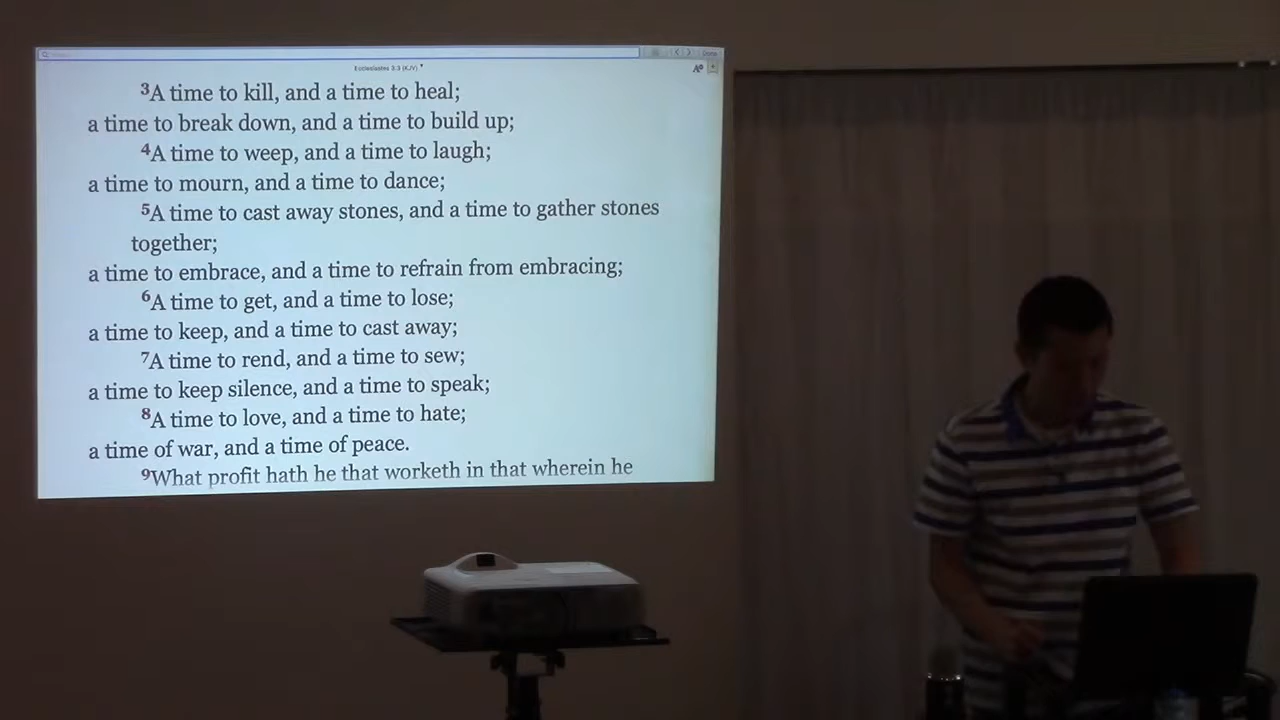 Ecclesiastes 3:3 (KJV)
3A time to kill, and a time to heal;
a time to break down, and a time to build up;
4A time to weep, and a time to laugh;
a time to mourn, and a time to dance;
5A time to cast away stones, and a time to gather stones
together;
a time to embrace, and a time to refrain from embracing;
6A time to get, and a time to lose;
a time to keep, and a time to cast away;
7A time to rend, and a time to sew;
a time to keep silence, and a time to speak;
8A time to love, and a time to hate;
a time of war, and a time of peace.
9What profit hath he that worketh in that wherein he